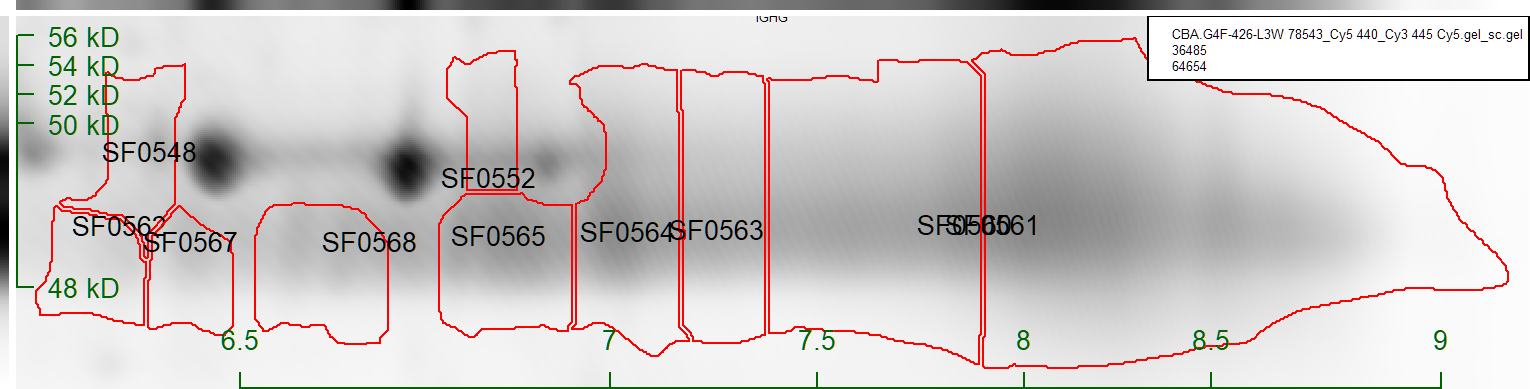 IGHG
CBA.G4F-426-L3W 78543_Cy5 440_Cy3 445 Cy5.gel_sc.gel
36485
64654
56 kD
54 kD
52 kD
50 kD
SF0548
SF0552
SF0567
SF0568
SF0565
SF0564
SF0563
48 kD
6.5
7
7.5
8
8.5
9